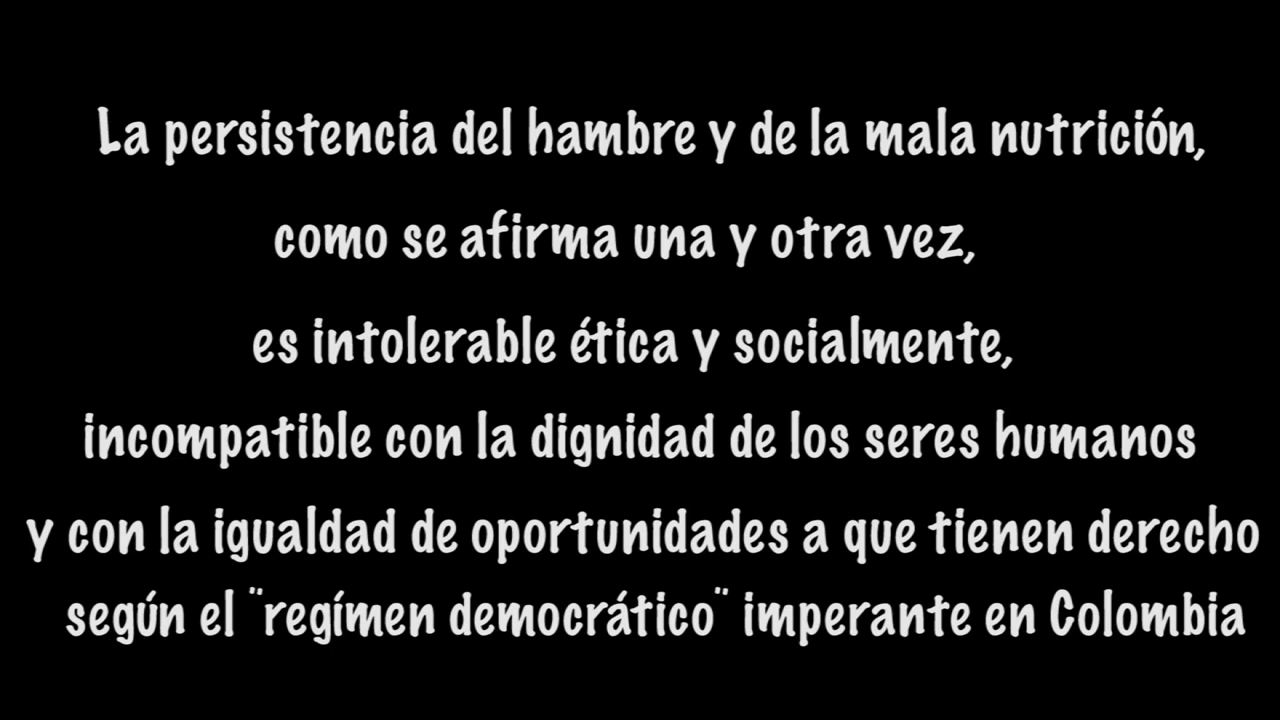 La persistencia del hambre y de la mala nutrición,
como se afirma una y otra vez,
es intolerable ética y socialmente,
incompatible con la dignidad de los seres humanos
y con la igualdad de oportunidades a que tienen derecho
según el ¨regímen democrático¨ imperante en Colombia